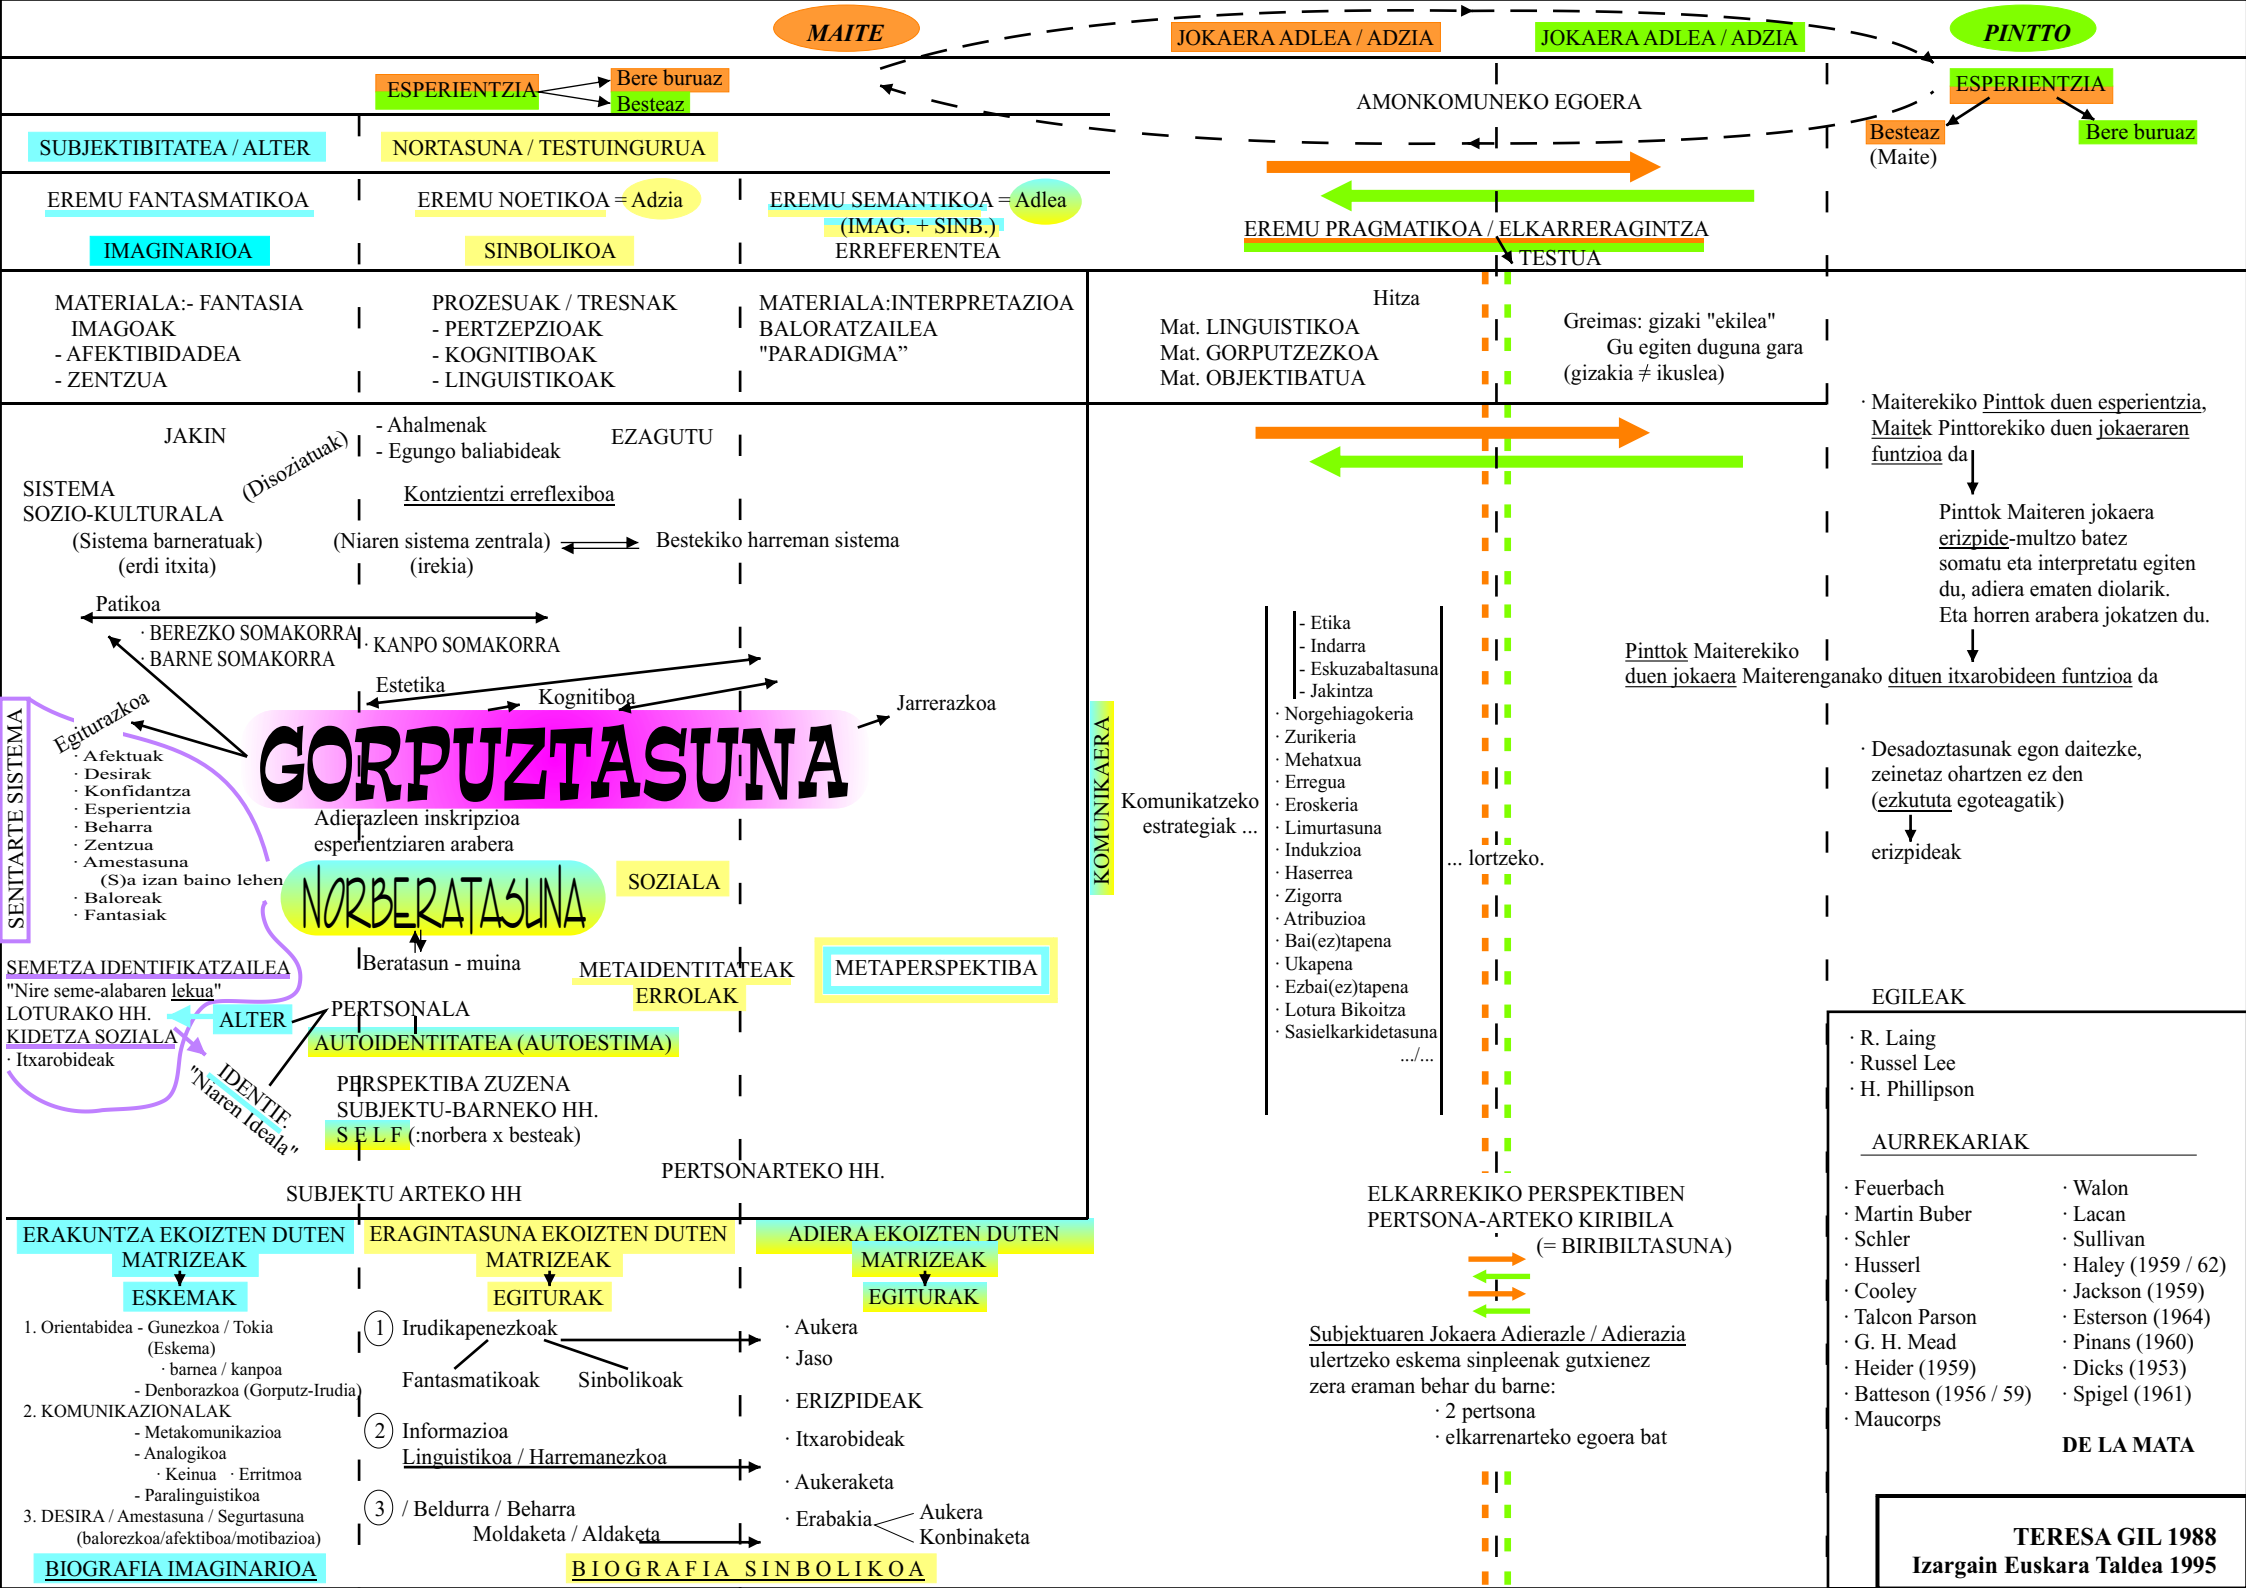 MAITE
JOKAERA ADLEA / ADZIA
JOKAERA ADLEA / ADZIA
PINTTO
ESPERIENTZIA
Bere buruaz
Besteaz
AMONKOMUNEKO EGOERA
ESPERIENTZIA
Besteaz
(Maite)
Bere buruaz
SUBJEKTIBITATEA / ALTER
NORTASUNA / TESTUINGURUA
EREMU FANTASMATIKOA
IMAGINARIOA
EREMU NOETIKOA = Adzia
SINBOLIKOA
EREMU SEMANTIKOA = Adlea
(IMAG. + SINB.)
ERREFERENTEA
EREMU PRAGMATIKOA / ELKARRERAGINTZA
TESTUA
MATERIALA:- FANTASIA
IMAGOAK
- AFEKTIBIDADEA
- ZENTZUA
PROZESUAK / TRESNAK
- PERTZEPZIOAK
- KOGNITIBOAK
- LINGUISTIKOAK
MATERIALA:INTERPRETAZIOA
BALORATZAILEA
"PARADIGMA”
Hitza
Mat. LINGUISTIKOA
Mat. GORPUTZEZKOA
Mat. OBJEKTIBATUA
Greimas: gizaki "ekilea"
Gu egiten duguna gara
(gizakia ≠ ikuslea)
JAKIN
(Disoziatuak)
- Ahalmenak
- Egungo baliabideak
EZAGUTU
SISTEMA
SOZIO-KULTURALA
(Sistema barneratuak)
(erdi itxita)
Kontzientzi erreflexiboa
(Niaren sistema zentrala)
(irekia)
Bestekiko harreman sistema
Patikoa
· BEREZKO SOMAKORRA
· BARNE SOMAKORRA
· KANPO SOMAKORRA
Estetika
Kognitiboa
Jarrerazkoa
Egiturazkoa
SENITARTE SISTEMA
· Afektuak
· Desirak
· Konfidantza
· Esperientzia
· Beharra
· Zentzua
· Amestasuna
(S)a izan baino lehen
· Baloreak
· Fantasiak
GORPUZTASUNA
Adierazleen inskripzioa
esperientziaren arabera
NORBERATASUNA
SOZIALA
Beratasun - muina
METAIDENTITATEAK
ERROLAK
METAPERSPEKTIBA
SEMETZA IDENTIFIKATZAILEA
"Nire seme-alabaren lekua"
LOTURAKO HH.
KIDETZA SOZIALA
· Itxarobideak
ALTER
PERTSONALA
AUTOIDENTITATEA (AUTOESTIMA)
IDENTIF.
"Niaren Ideala"
PERSPEKTIBA ZUZENA
SUBJEKTU-BARNEKO HH.
S E L F (:norbera x besteak)
PERTSONARTEKO HH.
SUBJEKTU ARTEKO HH
KOMUNIKAERA
Komunikatzeko
estrategiak ...
- Etika
- Indarra
- Eskuzabaltasuna
- Jakintza
· Norgehiagokeria
· Zurikeria
· Mehatxua
· Erregua
· Eroskeria
· Limurtasuna
· Indukzioa
· Haserrea
· Zigorra
· Atribuzioa
· Bai(ez)tapena
· Ukapena
· Ezbai(ez)tapena
· Lotura Bikoitza
· Sasielkarkidetasuna
.../...
... lortzeko.
· Maiterekiko Pinttok duen esperientzia,
Maitek Pinttorekiko duen jokaeraren
funtzioa da
Pinttok Maiteren jokaera
erizpide-multzo batez
somatu eta interpretatu egiten
du, adiera ematen diolarik.
Eta horren arabera jokatzen du.
Pinttok Maiterekiko
duen jokaera Maiterenganako dituen itxarobideen funtzioa da
· Desadoztasunak egon daitezke,
zeinetaz ohartzen ez den
(ezkututa egoteagatik)
erizpideak
EGILEAK
· R. Laing
· Russel Lee
· H. Phillipson
AURREKARIAK
· Feuerbach
· Martin Buber
· Schler
· Husserl
· Cooley
· Talcon Parson
· G. H. Mead
· Heider (1959)
· Batteson (1956 / 59)
· Maucorps
· Walon
· Lacan
· Sullivan
· Haley (1959 / 62)
· Jackson (1959)
· Esterson (1964)
· Pinans (1960)
· Dicks (1953)
· Spigel (1961)
DE LA MATA
ELKARREKIKO PERSPEKTIBEN
PERTSONA-ARTEKO KIRIBILA
(= BIRIBILTASUNA)
Subjektuaren Jokaera Adierazle / Adierazia
ulertzeko eskema sinpleenak gutxienez
zera eraman behar du barne:
· 2 pertsona
· elkarrenarteko egoera bat
ERAKUNTZA EKOIZTEN DUTEN
MATRIZEAK
ESKEMAK
1. Orientabidea - Gunezkoa / Tokia
(Eskema)
· barnea / kanpoa
- Denborazkoa (Gorputz-Irudia)
2. KOMUNIKAZIONALAK
- Metakomunikazioa
- Analogikoa
· Keinua · Erritmoa
- Paralinguistikoa
3. DESIRA / Amestasuna / Segurtasuna
(balorezkoa/afektiboa/motibazioa)
BIOGRAFIA IMAGINARIOA
ERAGINTASUNA EKOIZTEN DUTEN
MATRIZEAK
EGITURAK
1 Irudikapenezkoak
Fantasmatikoak Sinbolikoak
2 Informazioa
Linguistikoa / Harremanezkoa
3 / Beldurra / Beharra
Moldaketa / Aldaketa
BIOGRAFIA SINBOLIKOA
ADIERA EKOIZTEN DUTEN
MATRIZEAK
EGITURAK
· Aukera
· Jaso
· ERIZPIDEAK
· Itxarobideak
· Aukeraketa
· Erabakia
Aukera
Konbinaketa
TERESA GIL 1988
Izargain Euskara Taldea 1995